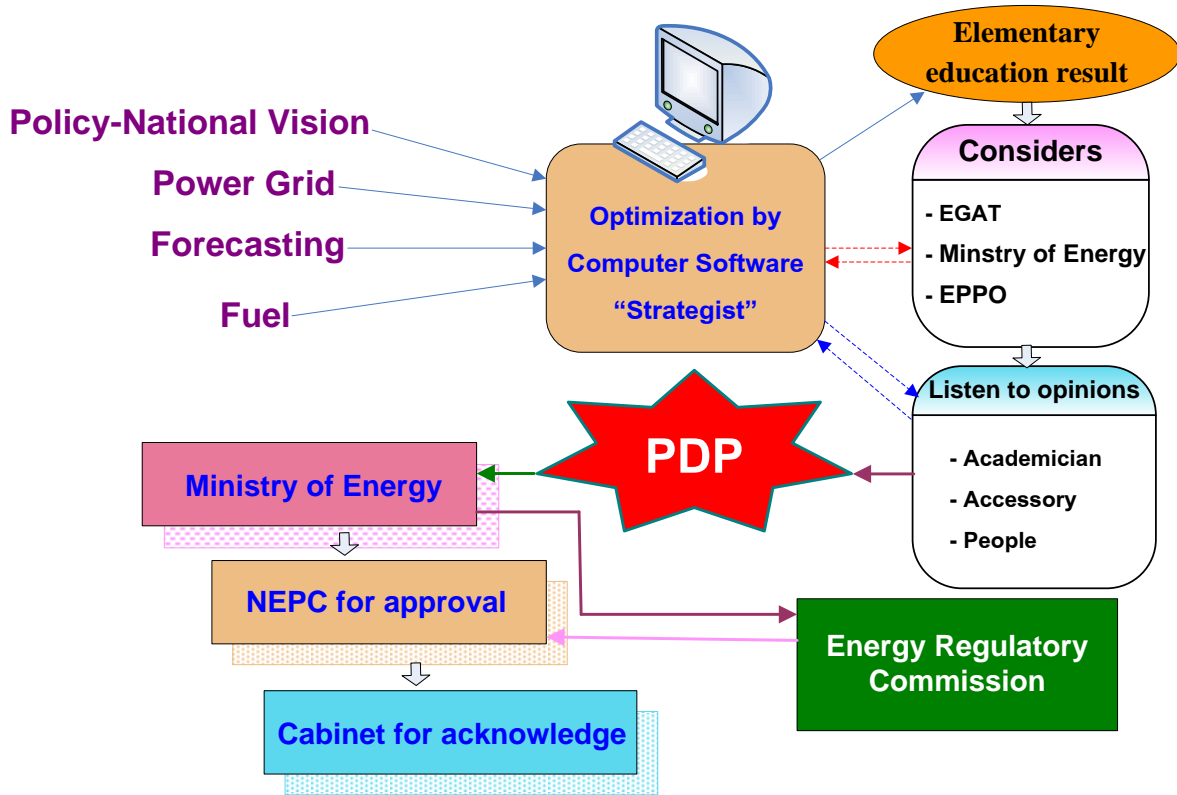 Elementary
education result
Policy-National Vision
Power Grid
Forecasting
Fuel
Optimization by
Computer Software
“Strategist”
Considers
- EGAT
- Minstry of Energy
- EPPO
Listen to opinions
- Academician
- Accessory
- People
PDP
Ministry of Energy
NEPC for approval
Energy Regulatory
Commission
Cabinet for acknowledge